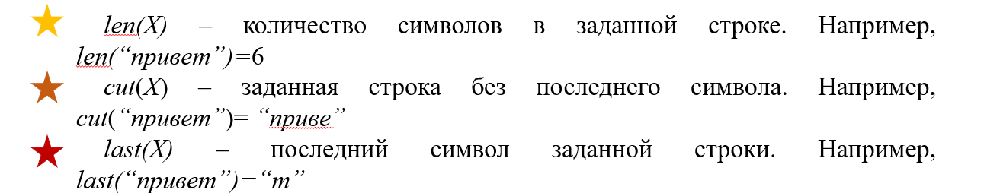 len(X) – количество символов в заданной строке. Например,
len(“привет”)=6
cut(X) – заданная строка без последнего символа. Например,
cut(“привет”)= “приве”
last(X) – последний символ заданной строки. Например,
last(“привет”)=“т”